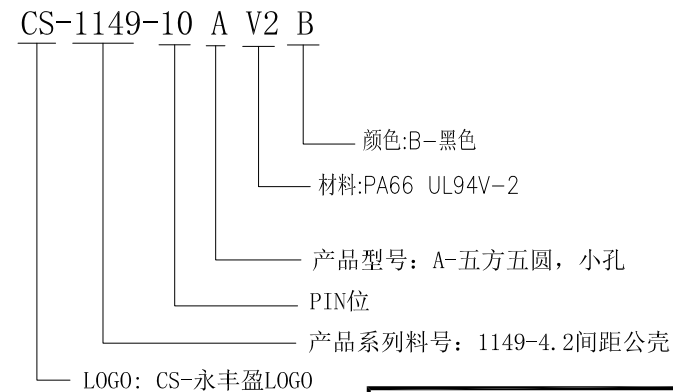 CS-1149-10 A V2 B
颜色:B-黑色
材料:PA66 UL94V-2
产品型号: A-五方五圆, 小孔
PIN位
产品系列料号: 1149-4.2间距公壳
LOGO: CS-永丰盈LOGO